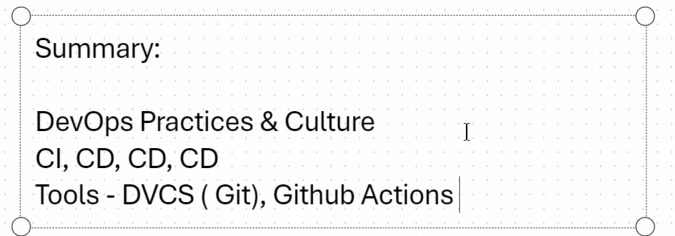 Summary:
DevOps Practices & Culture
CI, CD, CD, CD
Tools - DVCS ( Git), Github Actions